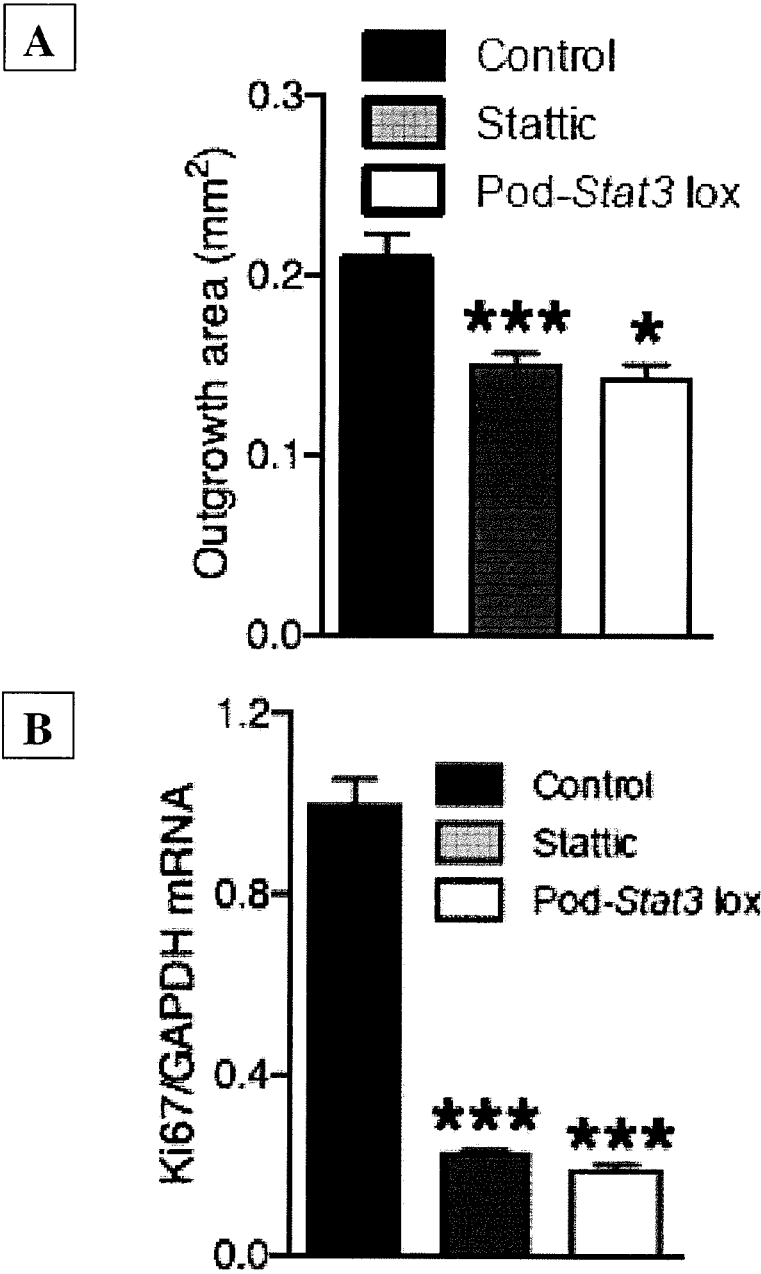 A
Control
Stattic
Pod-Stat3 lox
0.3
0.2
0.1
0.0
Outgrowth area (mm²)
***
*
B
1.2
0.8
0.4
0.0
Ki67/GAPDH mRNA
Control
Stattic
Pod-Stat3 lox
***
***